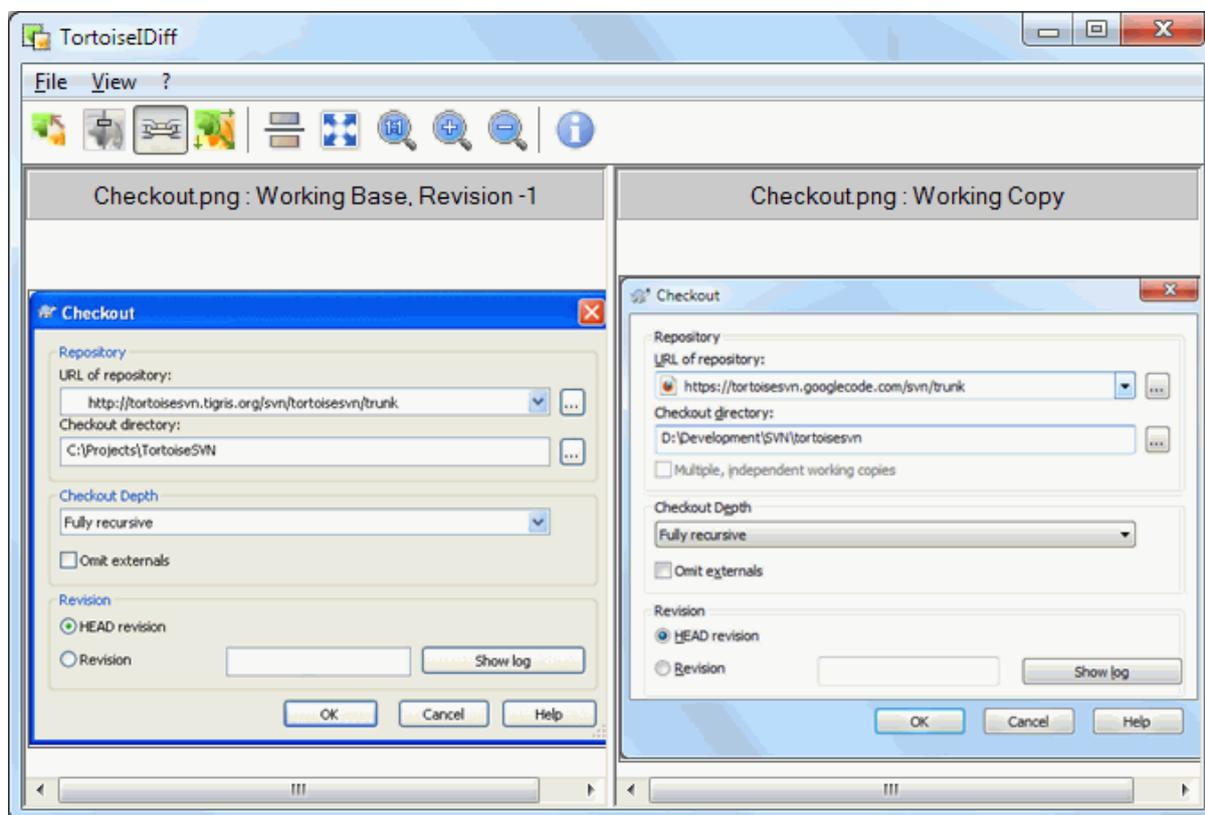 TortoiseIDiff
File View ?
Checkout.png : Working Base, Revision -1
Checkout
Repository
URL of repository:
http://tortoisesvn.tigris.org/svn/tortoisesvn/trunk
...
Checkout directory:
C:\Projects\TortoiseSVN
...
Checkout Depth
Fully recursive
Omit externals
Revision
HEAD revision
Revision
Show log
OK Cancel Help
Checkout.png : Working Copy
Checkout
Repository
URL of repository:
https://tortoisesvn.googlecode.com/svn/trunk
...
Checkout directory:
D:\Development\SVN\tortoisesvn
...
Multiple, independent working copies
Checkout Depth
Fully recursive
Omit externals
Revision
HEAD revision
Revision
Show log
OK Cancel Help